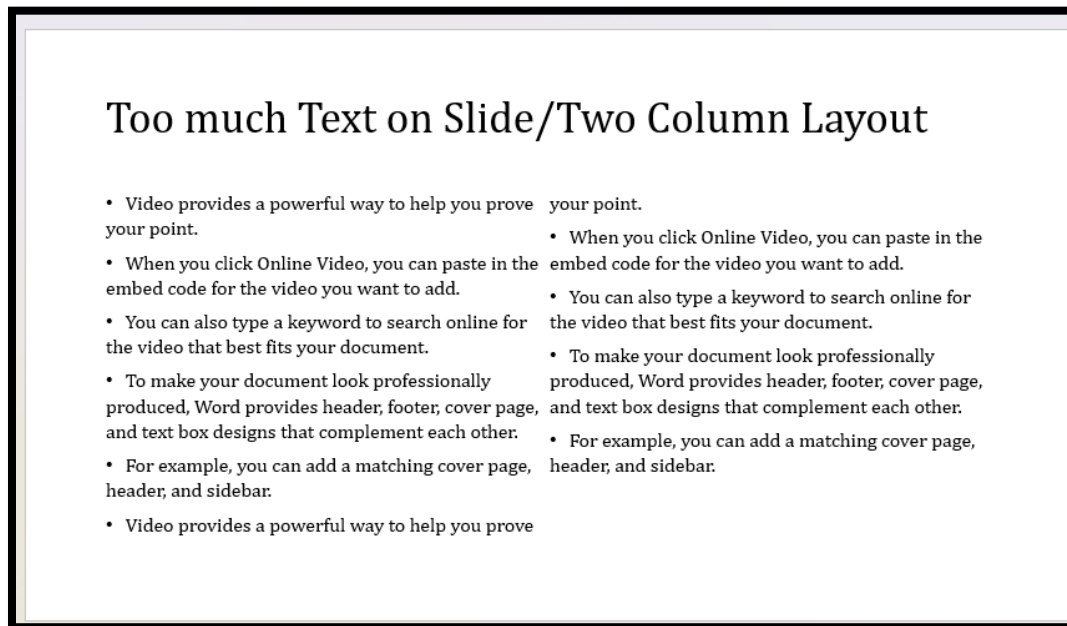 Too much Text on Slide/Two Column Layout
• Video provides a powerful way to help you prove
your point.
• When you click Online Video, you can paste in the
embed code for the video you want to add.
• You can also type a keyword to search online for
the video that best fits your document.
• To make your document look professionally
produced, Word provides header, footer, cover page,
and text box designs that complement each other.
• For example, you can add a matching cover page,
header, and sidebar.
• Video provides a powerful way to help you prove
your point.
• When you click Online Video, you can paste in the
embed code for the video you want to add.
• You can also type a keyword to search online for
the video that best fits your document.
• To make your document look professionally
produced, Word provides header, footer, cover page,
and text box designs that complement each other.
• For example, you can add a matching cover page,
header, and sidebar.